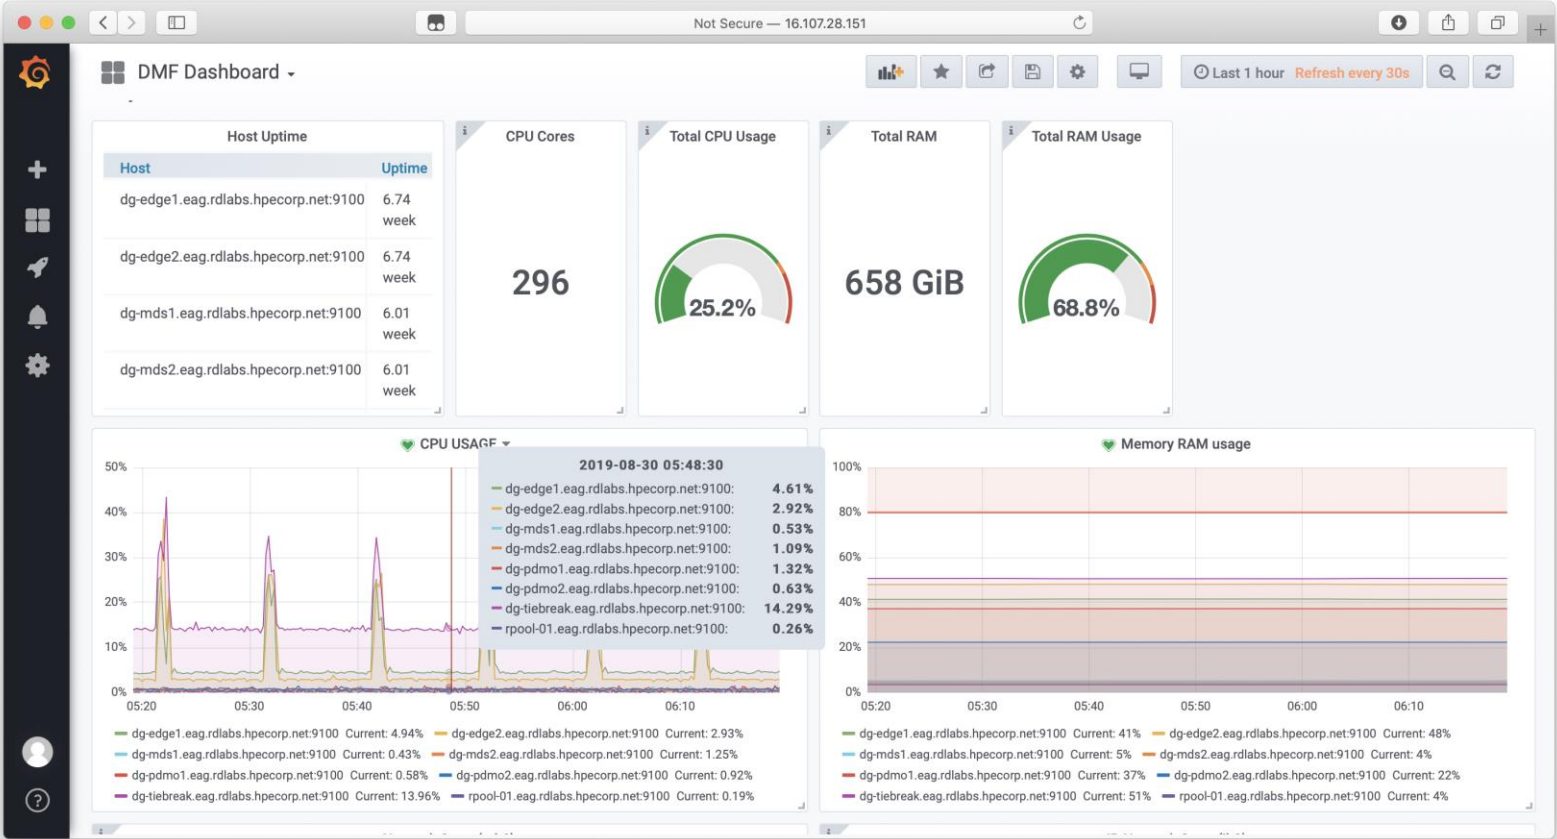 Not Secure — 16.107.28.151
DMF Dashboard
Last 1 hour Refresh every 30s
Host Uptime
Host Uptime
dg-edge1.eag.rdlabs.hpecorp.net:9100 6.74
week
dg-edge2.eag.rdlabs.hpecorp.net:9100 6.74
week
dg-mds1.eag.rdlabs.hpecorp.net:9100 6.01
week
dg-mds2.eag.rdlabs.hpecorp.net:9100 6.01
week
CPU Cores
296
Total CPU Usage
25.2%
Total RAM
658 GiB
Total RAM Usage
68.8%
CPU USAGE
50%
40%
30%
20%
10%
0%
05:20 05:30 05:40 05:50 06:00 06:10
2019-08-30 05:48:30
dg-edge1.eag.rdlabs.hpecorp.net:9100: 4.61%
dg-edge2.eag.rdlabs.hpecorp.net:9100: 2.92%
dg-mds1.eag.rdlabs.hpecorp.net:9100: 0.53%
dg-mds2.eag.rdlabs.hpecorp.net:9100: 1.09%
dg-pdmo1.eag.rdlabs.hpecorp.net:9100: 1.32%
dg-pdmo2.eag.rdlabs.hpecorp.net:9100: 0.63%
dg-tiebreak.eag.rdlabs.hpecorp.net:9100: 14.29%
rpool-01.eag.rdlabs.hpecorp.net:9100: 0.26%
dg-edge1.eag.rdlabs.hpecorp.net:9100 Current: 4.94% dg-edge2.eag.rdlabs.hpecorp.net:9100 Current: 2.93%
dg-mds1.eag.rdlabs.hpecorp.net:9100 Current: 0.43% dg-mds2.eag.rdlabs.hpecorp.net:9100 Current: 1.25%
dg-pdmo1.eag.rdlabs.hpecorp.net:9100 Current: 0.58% dg-pdmo2.eag.rdlabs.hpecorp.net:9100 Current: 0.92%
dg-tiebreak.eag.rdlabs.hpecorp.net:9100 Current: 13.96% rpool-01.eag.rdlabs.hpecorp.net:9100 Current: 0.19%
Memory RAM usage
100%
80%
60%
40%
20%
0%
05:20 05:30 05:40 05:50 06:00 06:10
dg-edge1.eag.rdlabs.hpecorp.net:9100 Current: 41% dg-edge2.eag.rdlabs.hpecorp.net:9100 Current: 48%
dg-mds1.eag.rdlabs.hpecorp.net:9100 Current: 5% dg-mds2.eag.rdlabs.hpecorp.net:9100 Current: 4%
dg-pdmo1.eag.rdlabs.hpecorp.net:9100 Current: 37% dg-pdmo2.eag.rdlabs.hpecorp.net:9100 Current: 22%
dg-tiebreak.eag.rdlabs.hpecorp.net:9100 Current: 51% rpool-01.eag.rdlabs.hpecorp.net:9100 Current: 4%